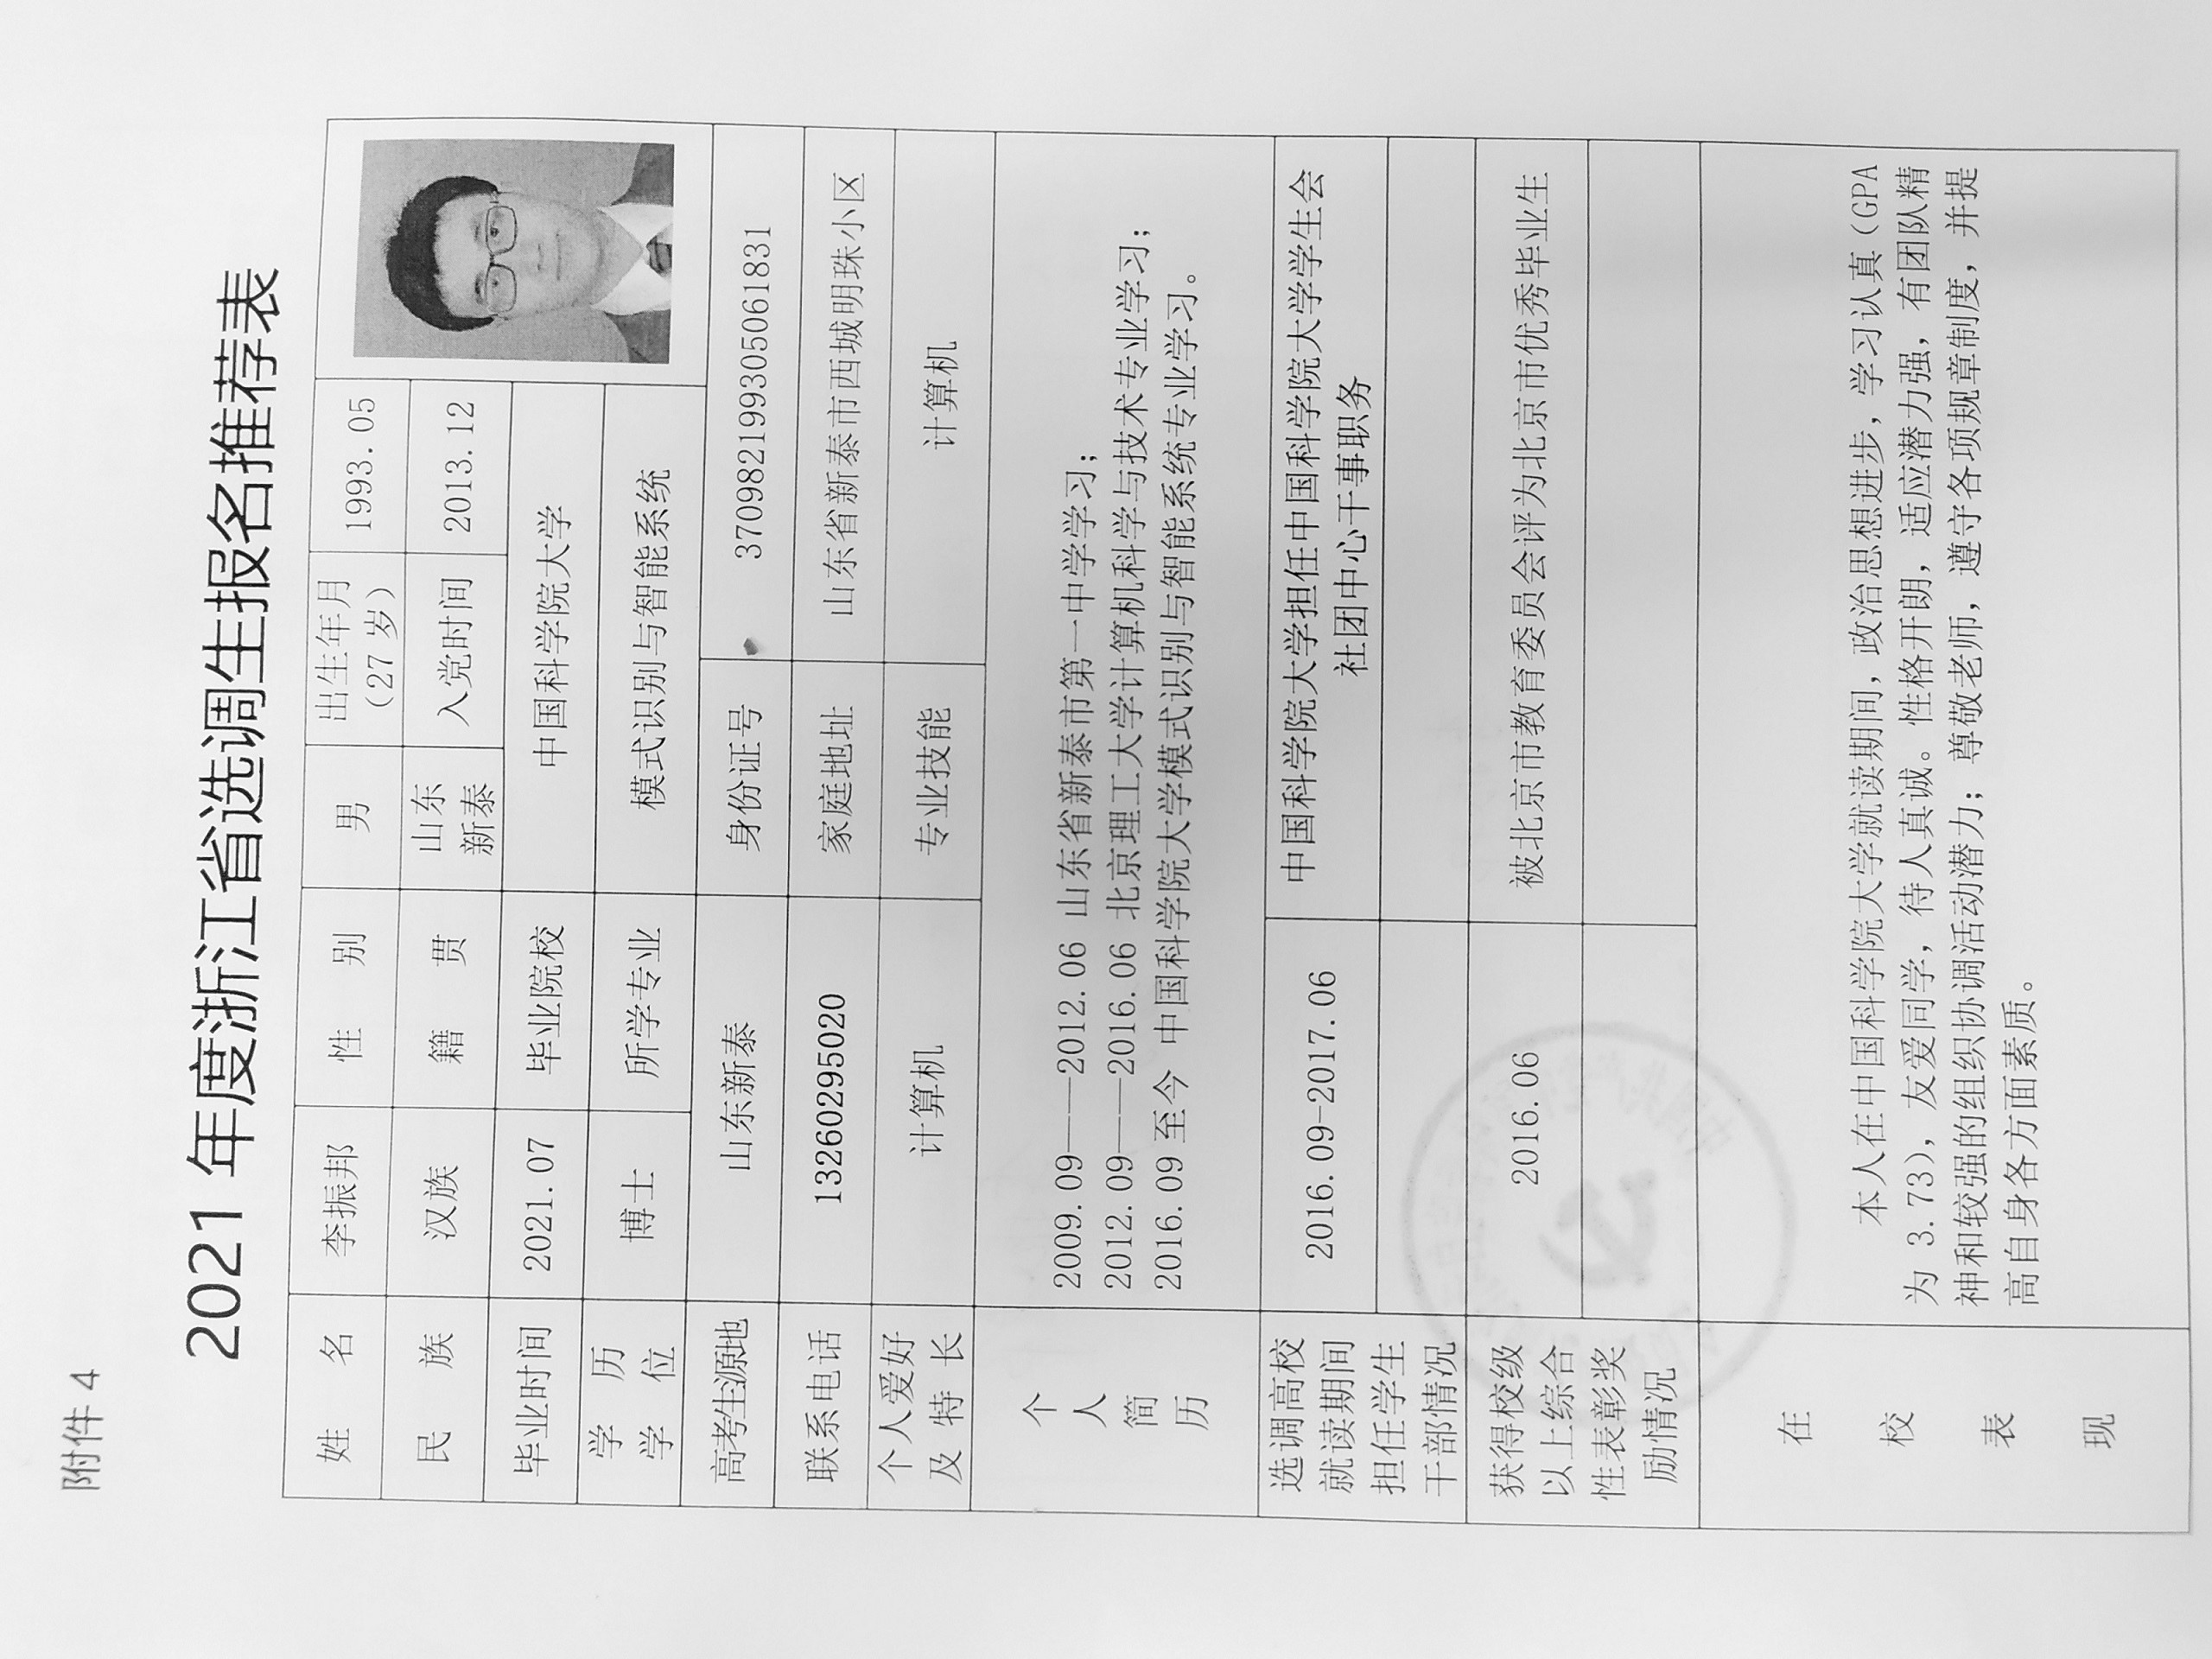 附件 4
2021 年度浙江省选调生报名推荐表
姓 名 李振邦 性 别 男 出生年月 1993.05
（27 岁）
民 族 汉族 籍 贯 山东 入党时间 2013.12
新泰
毕业时间 2021.07 毕业院校 中国科学院大学
学 历 博士 所学专业 模式识别与智能系统
学 位
高考生源地 山东新泰 身份证号 370982199305061831
联系电话 13260295020 家庭地址 山东省新泰市西城明珠小区
个人爱好 计算机 专业技能 计算机
及 特 长
个
人
简
历
2009.09——2012.06 山东省新泰市第一中学学习；
2012.09——2016.06 北京理工大学计算机科学与技术专业学习；
2016.09 至今 中国科学院大学模式识别与智能系统专业学习。
选调高校
就读期间
担任学生
干部情况
2016.09-2017.06 中国科学院大学担任中国科学院大学学生会
社团中心干事职务
获得校级
以上综合
性表彰奖
励情况
2016.06 被北京市教育委员会评为北京市优秀毕业生
在
校
表
现
本人在中国科学院大学就读期间，政治思想进步，学习认真（GPA
为 3.73），友爱同学，待人真诚。性格开朗，适应潜力强，有团队精
神和较强的组织协调活动潜力；尊敬老师，遵守各项规章制度，并提
高自身各方面素质。